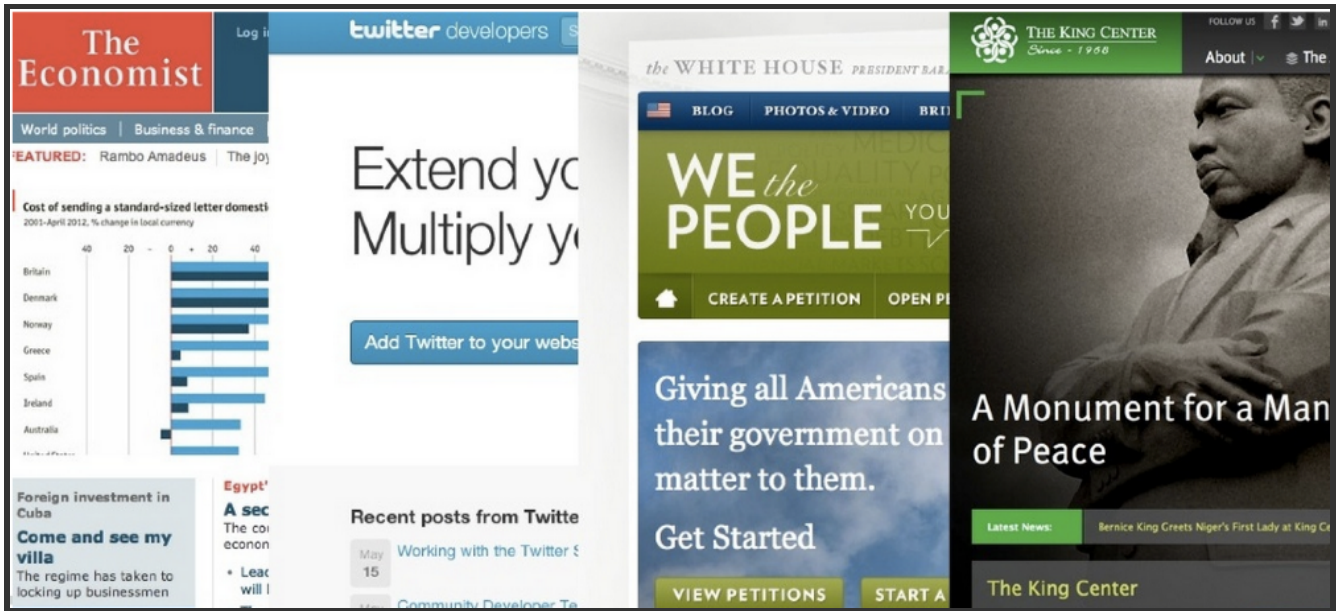 The
Economist
Log i
World politics | Business & finance
FEATURED: Rambo Amadeus | The joy
Cost of sending a standard-sized letter domesti
2001-April 2012, % change in local currency
40 20 - 0 + 20 40
Britain
Denmark
Norway
Greece
Spain
Ireland
Australia
United States
Foreign investment in
Cuba
Come and see my
villa
The regime has taken to
locking up businessmen
Egypt'
A sec
The co
econom
• Lead
will
twitter developers S
Extend yo
Multiply yo
Add Twitter to your webs
Recent posts from Twitte
May
15
Working with the Twitter S
May
Community Developer Te
the WHITE HOUSE PRESIDENT BAR
BLOG PHOTOS & VIDEO BRI
WE the
PEOPLE YOU
CREATE A PETITION OPEN PE
Giving all Americans
their government on
matter to them.
Get Started
VIEW PETITIONS START A
THE KING CENTER
Since - 1968
FOLLOW US f in
About The
A Monument for a Man
of Peace
Latest News: Bernice King Greets Niger's First Lady at King Ce
The King Center